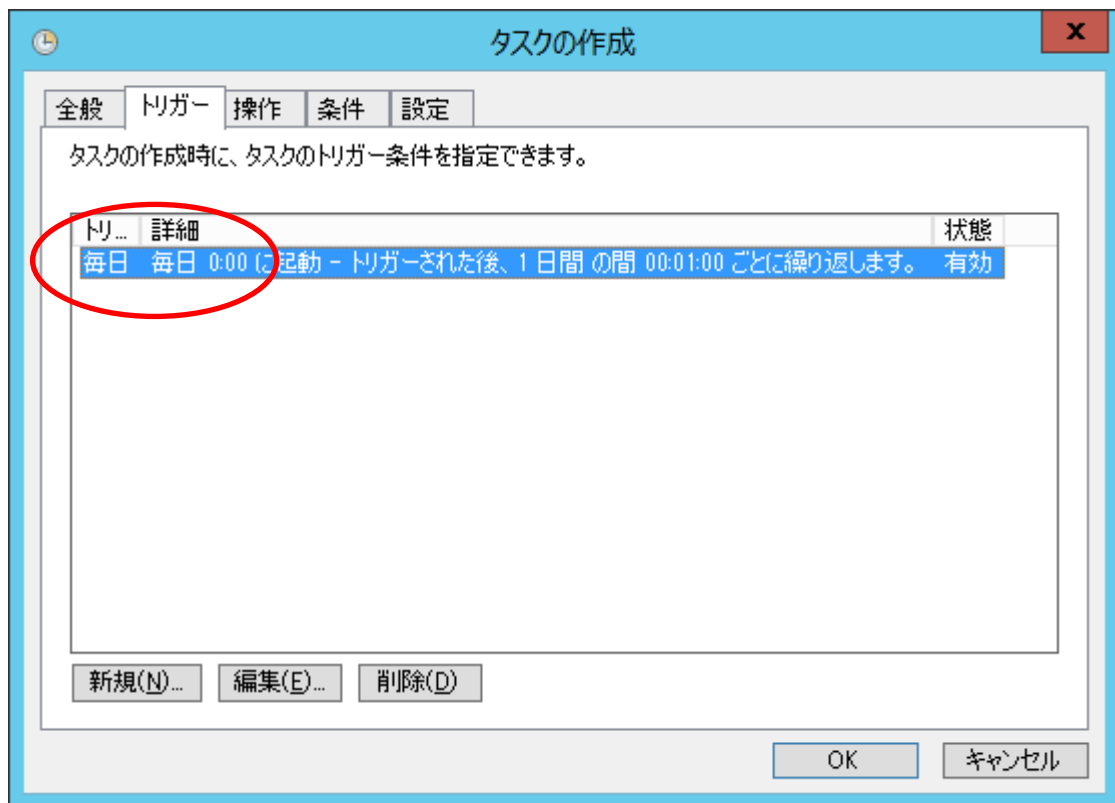 タスクの作成
x
全般 トリガー 操作 条件 設定
タスクの作成時に、タスクのトリガー条件を指定できます。
トリ... 詳細 状態
毎日 毎日 0:00 に起動 - トリガーされた後、1 日間 の間 00:01:00 ごとに繰り返します。 有効
新規(N)... 編集(E)... 削除(D)
OK キャンセル